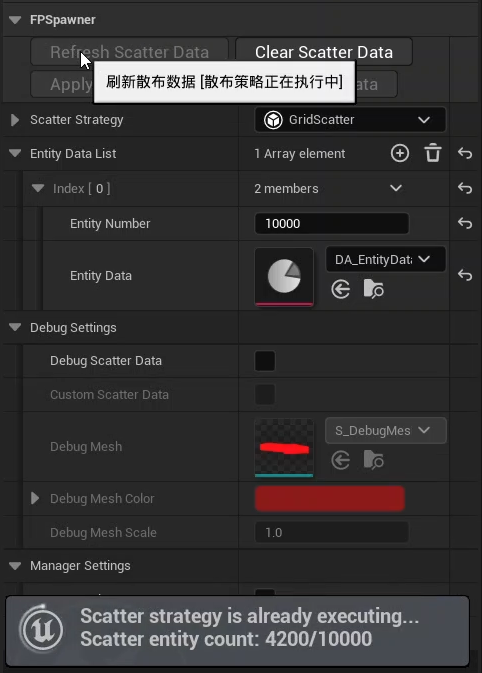 FPSpawner
Refresh Scatter Data
Clear Scatter Data
Apply
ata
刷新散布数据 [散布策略正在执行中]
Scatter Strategy
GridScatter
Entity Data List
1 Array element
Index [ 0 ]
2 members
Entity Number
10000
Entity Data
DA_EntityData
Debug Settings
Debug Scatter Data
Custom Scatter Data
Debug Mesh
S_DebugMes
Debug Mesh Color
Debug Mesh Scale
1.0
Manager Settings
Scatter strategy is already executing...
Scatter entity count: 4200/10000